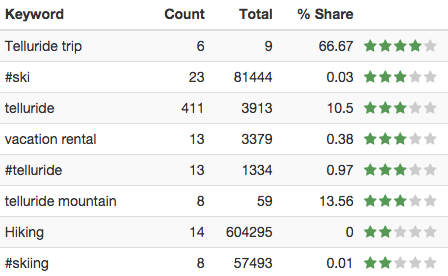 Keyword Count Total % Share
Telluride trip 6 9 66.67
#ski 23 81444 0.03
telluride 411 3913 10.5
vacation rental 13 3379 0.38
#telluride 13 1334 0.97
telluride mountain 8 59 13.56
Hiking 14 604295 0
#skiing 8 57493 0.01